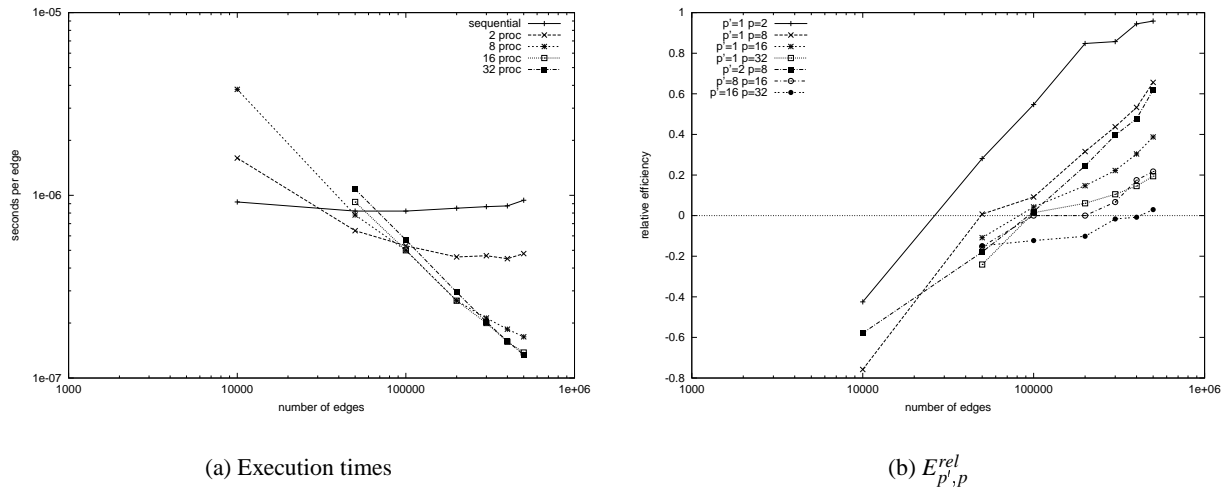 1e-05
1e-06
1e-07
1000
10000
100000
1e+06
seconds per edge
number of edges
sequential
2 proc
8 proc
16 proc
32 proc
(a) Execution times
1
0.8
0.6
0.4
0.2
0
-0.2
-0.4
-0.6
-0.8
1000
10000
100000
1e+06
relative efficiency
number of edges
p'=1 p=2
p'=1 p=8
p'=1 p=16
p'=1 p=32
p'=2 p=8
p'=8 p=16
p'=16 p=32
(b) E^{rel}_{p',p}